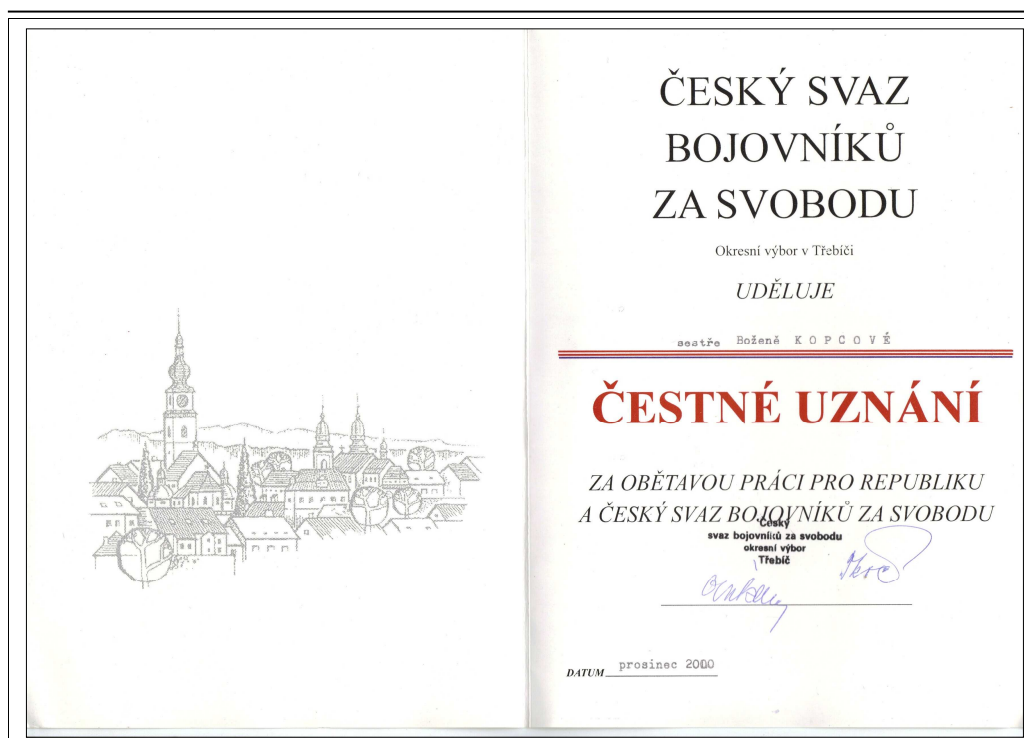 ČESKÝ SVAZ
BOJOVNÍKŮ
ZA SVOBODU
Okresní výbor v Třebíči
UDĚLUJE
sestře Boženě KOPCOVÉ
ČESTNÉ UZNÁNÍ
ZA OBĚTAVOU PRÁCI PRO REPUBLIKU
A ČESKÝ SVAZ BOJOVNÍKŮ ZA SVOBODU
Český
svaz bojovníků za svobodu
okresní výbor
Třebíč
DATUM prosinec 2000